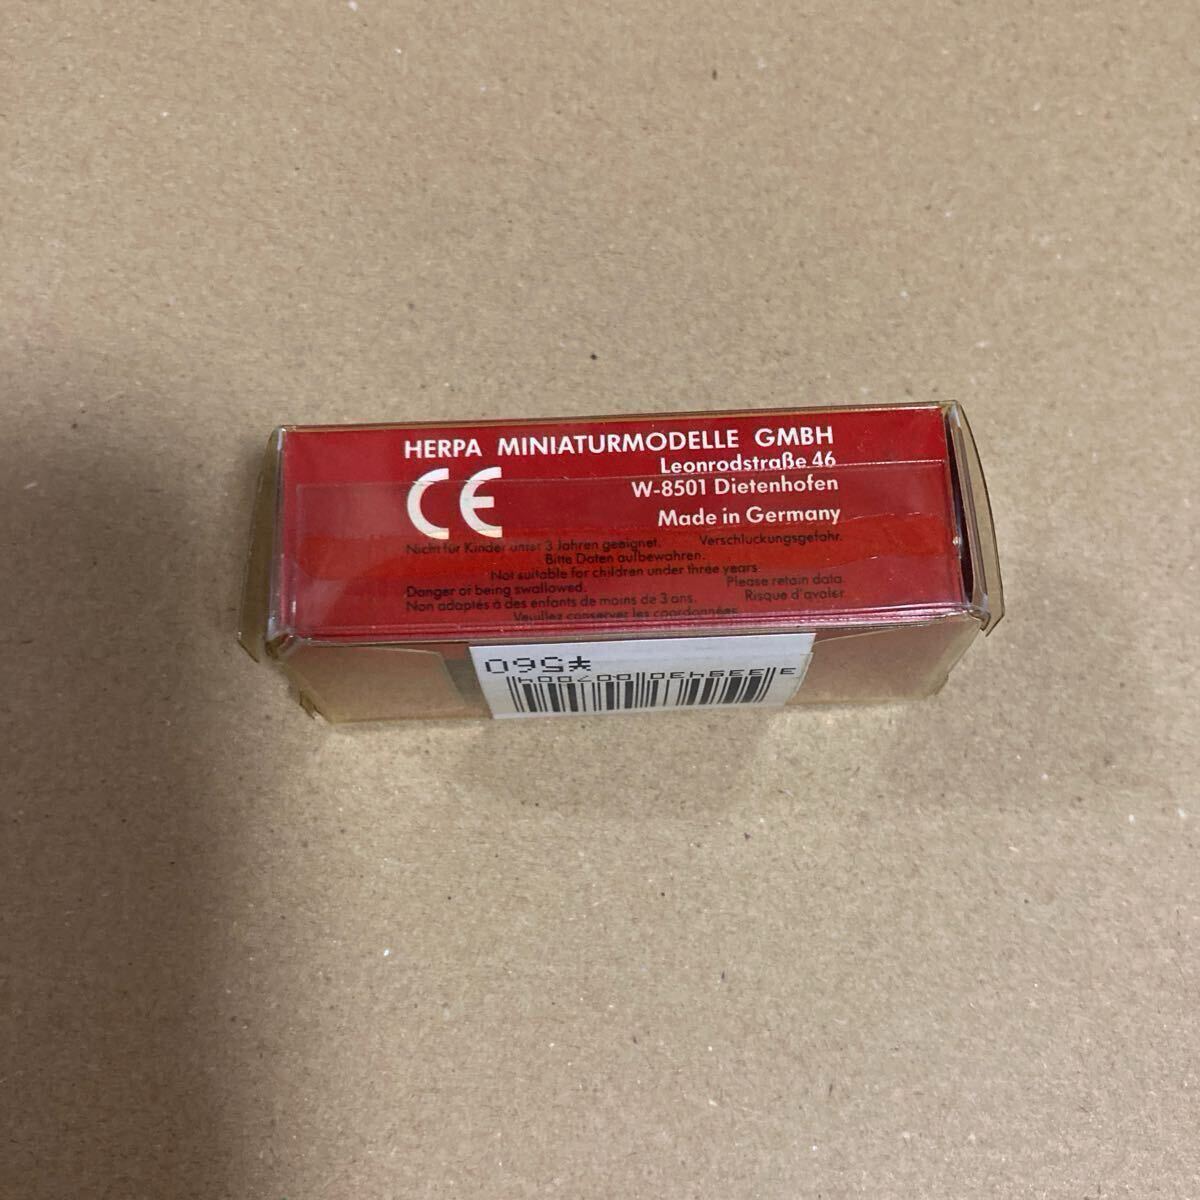 HERPA MINIATURMODELLE GMBH
Leonrodstraße 46
W-8501 Dietenhofen
Made in Germany
CE
Nicht für Kinder unter 3 Jahren geeignet. Verschluckungsgefahr.
Bitte Daten aufbewahren.
Not suitable for children under three years.
Danger of being swallowed. Please retain data.
Non adaptés à des enfants de moins de 3 ans. Risque d'avaler.
Veuillez conserver les coordonnées
*560